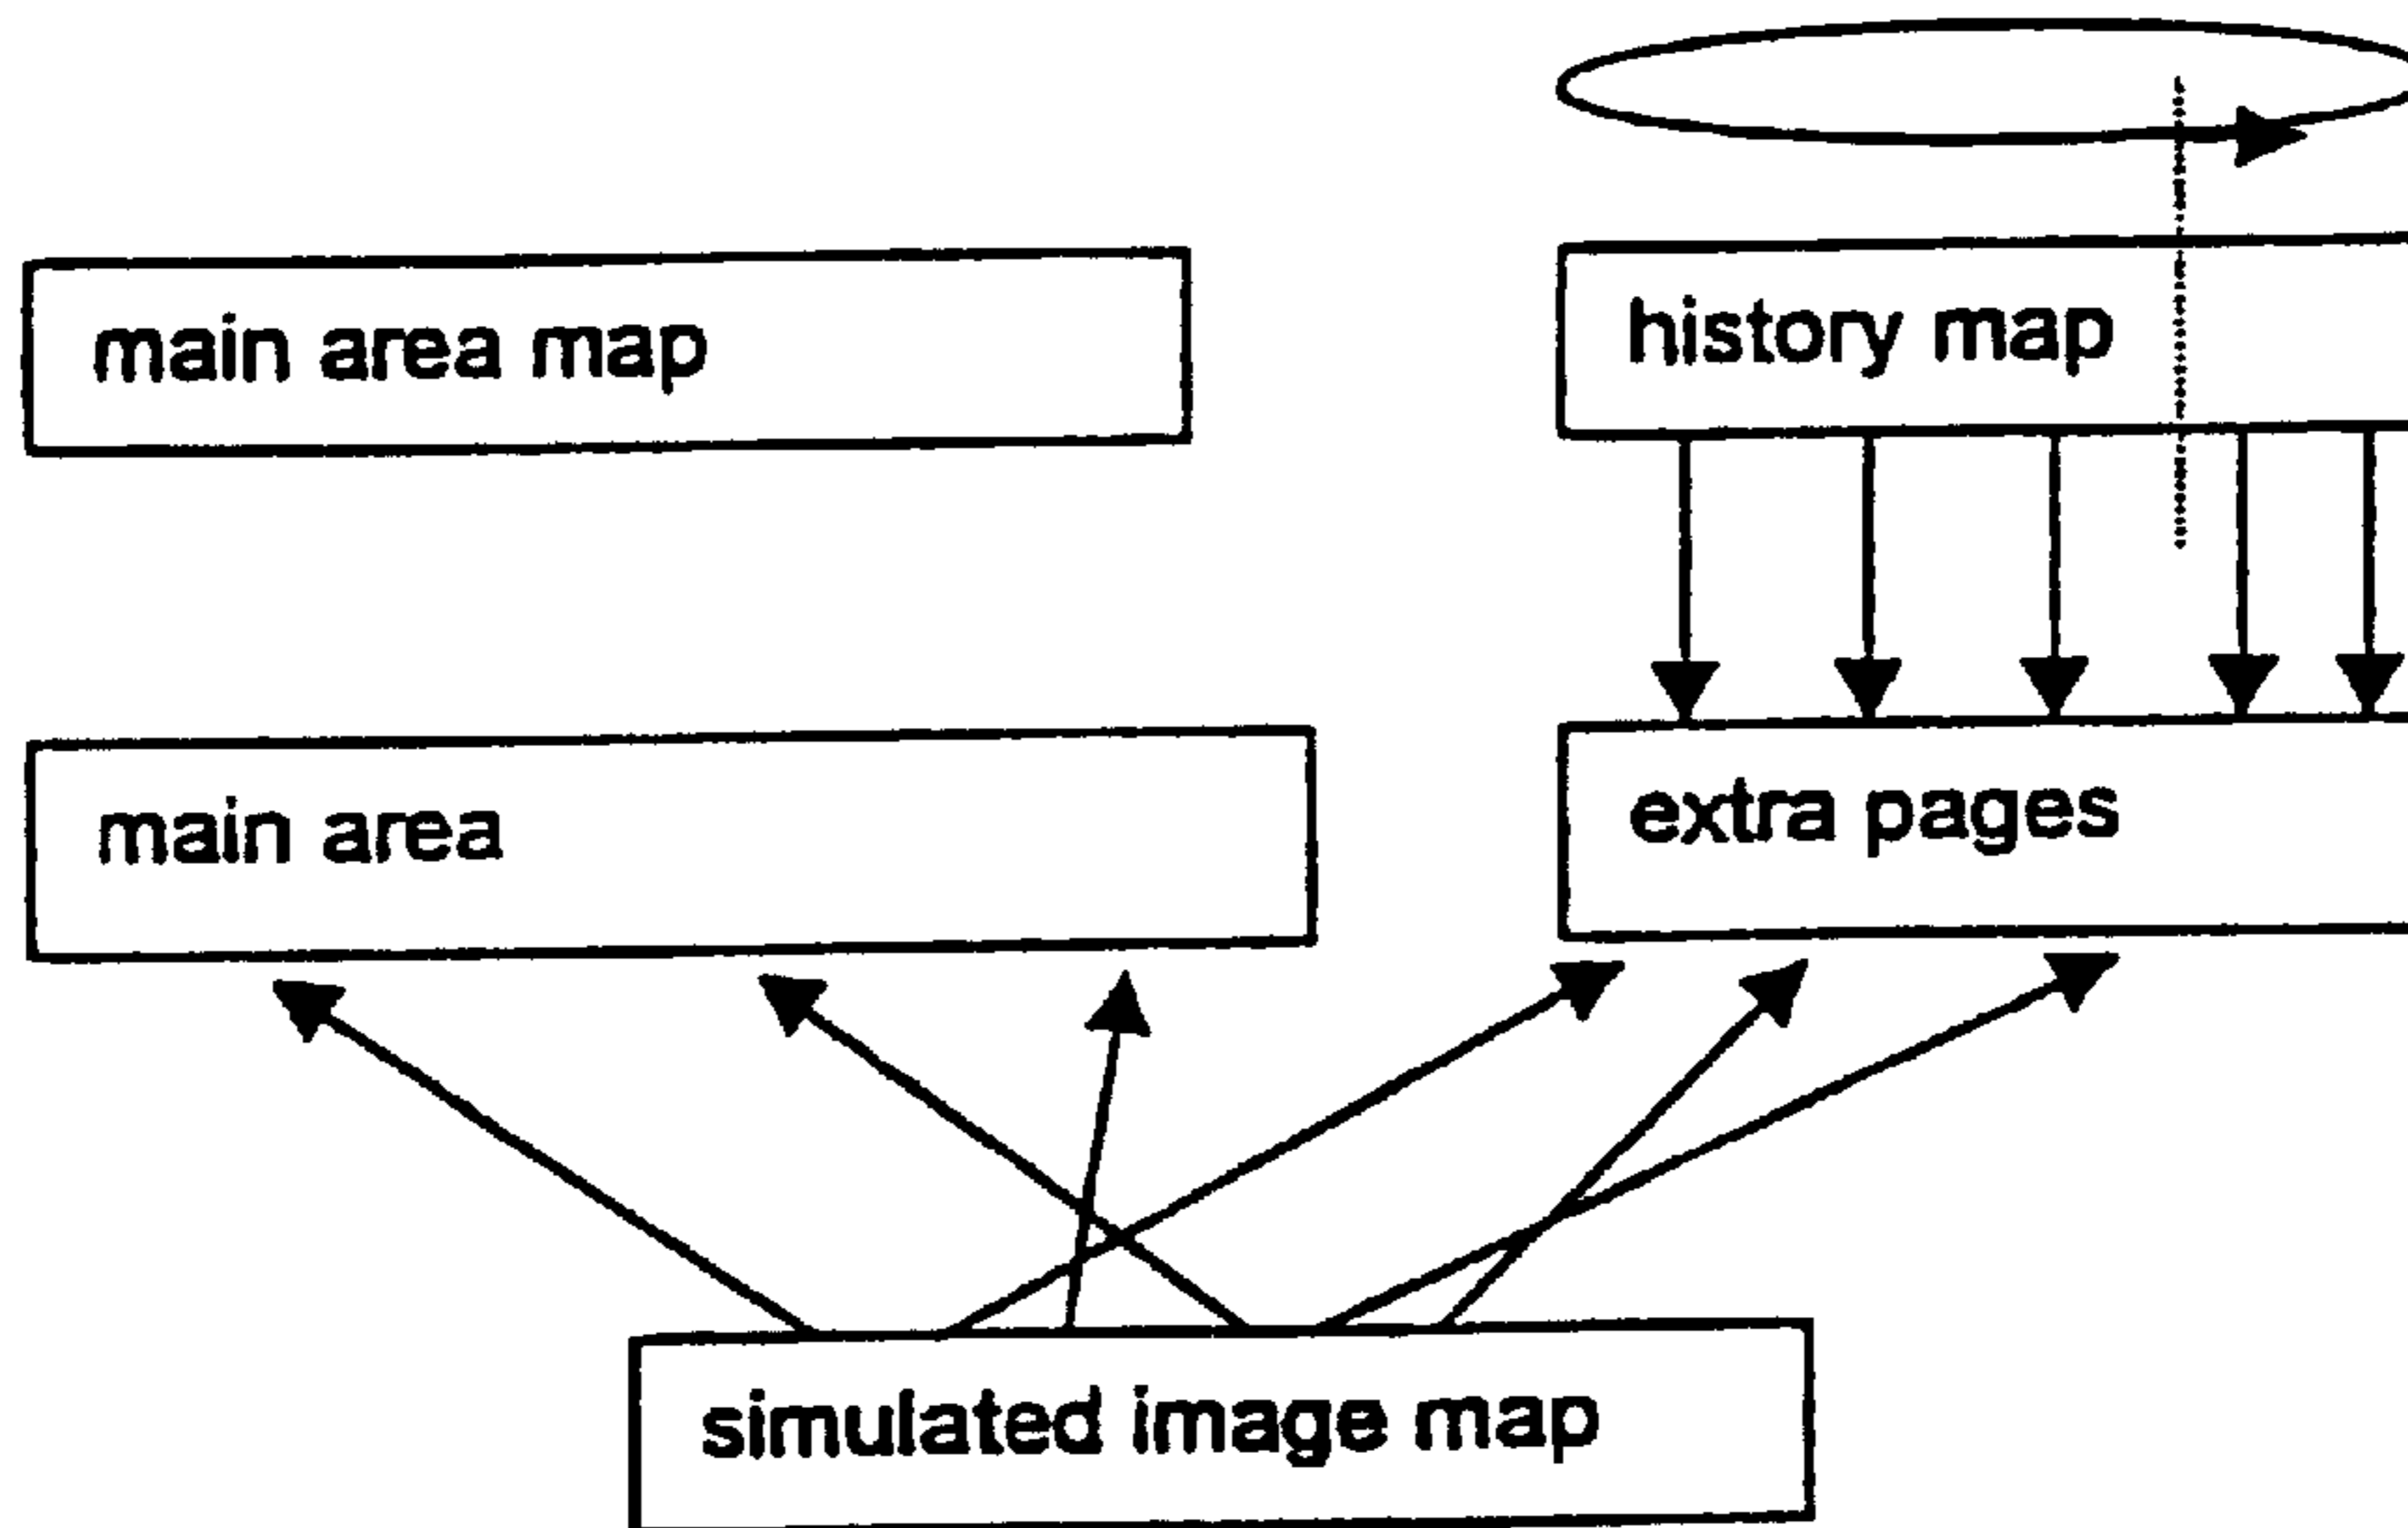 main area map
history map
main area
extra pages
simulated image map